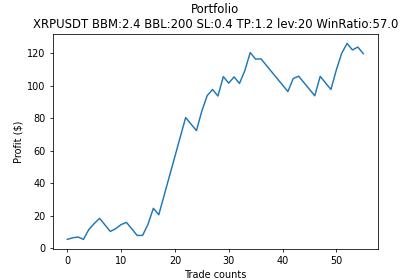 Portfolio
XRPUSDT BBM:2.4 BBL:200 SL:0.4 TP:1.2 lev:20 WinRatio:57.0
120
100
80
60
40
20
0
Profit ($)
0 10 20 30 40 50
Trade counts